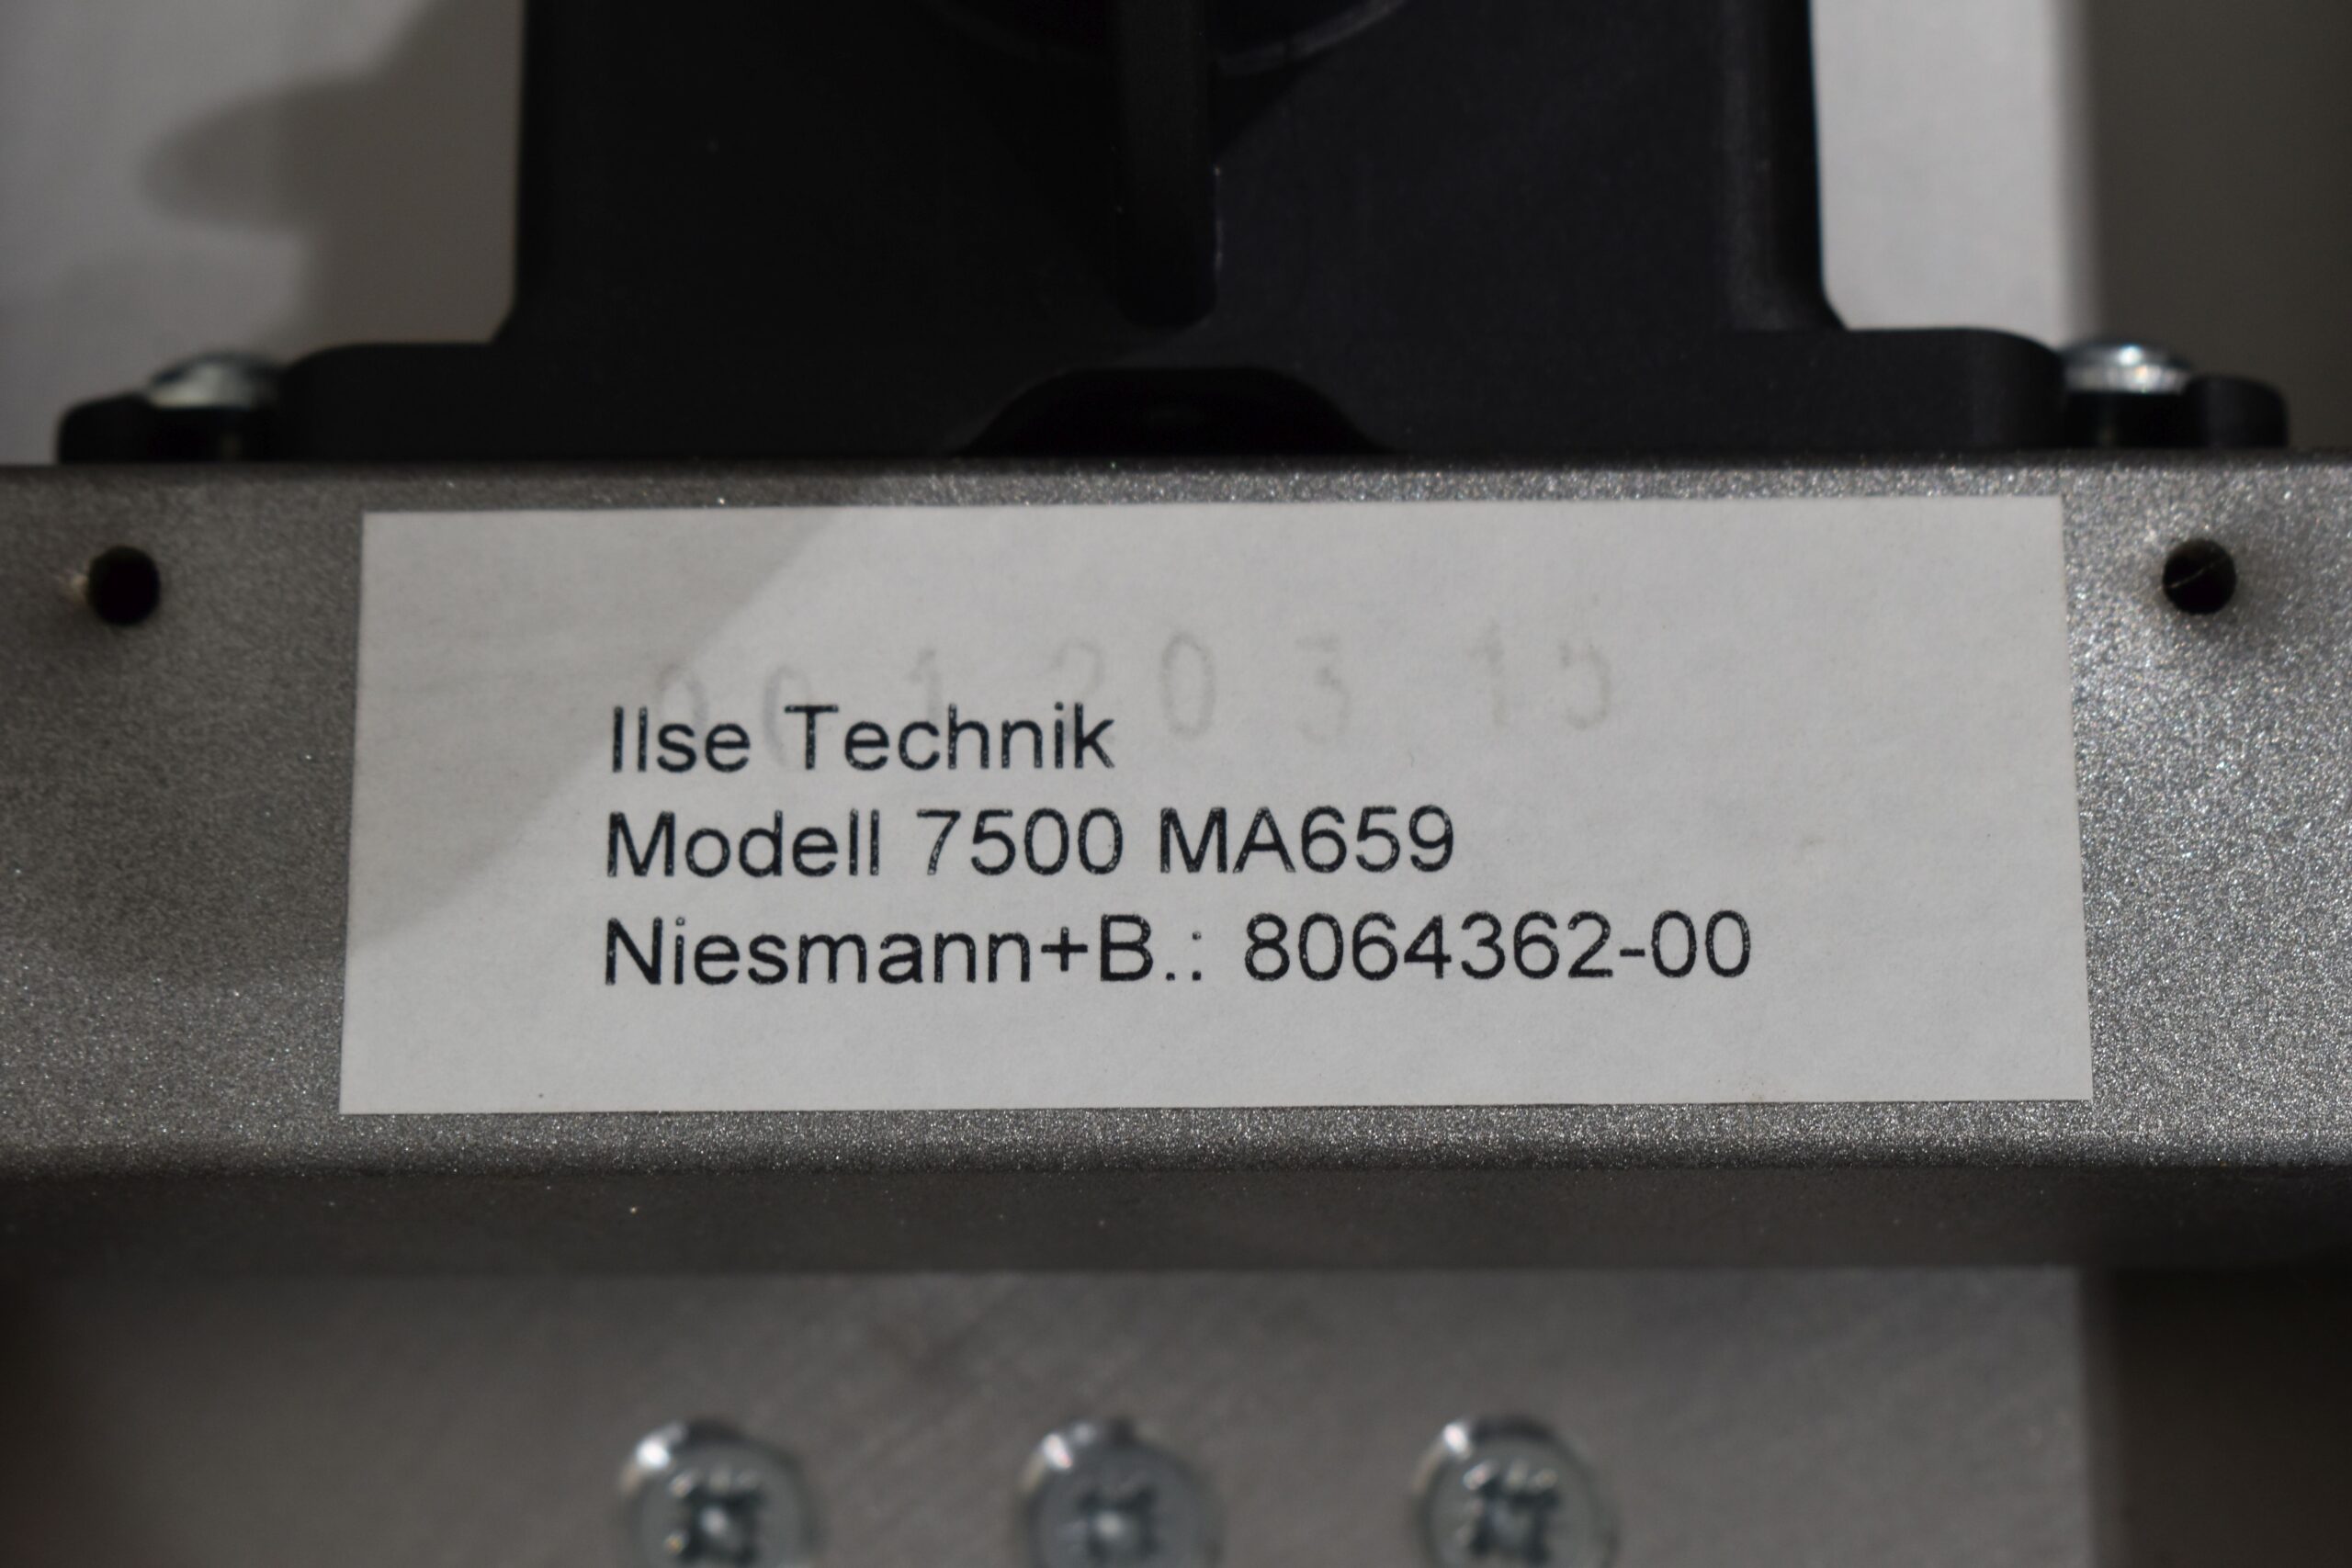 Ilse Technik
Modell 7500 MA659
Niesmann+B.: 8064362-00